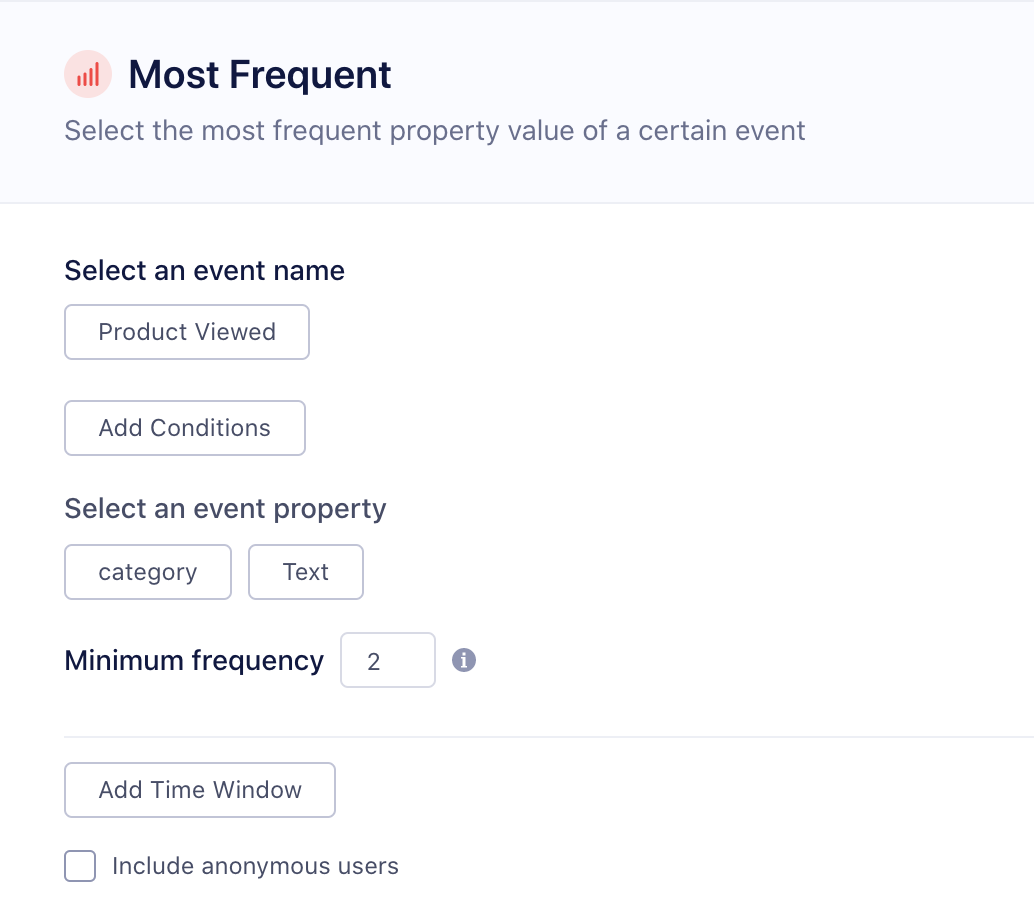 Most Frequent
Select the most frequent property value of a certain event
Select an event name
Product Viewed
Add Conditions
Select an event property
category Text
Minimum frequency 2 i
Add Time Window
Include anonymous users